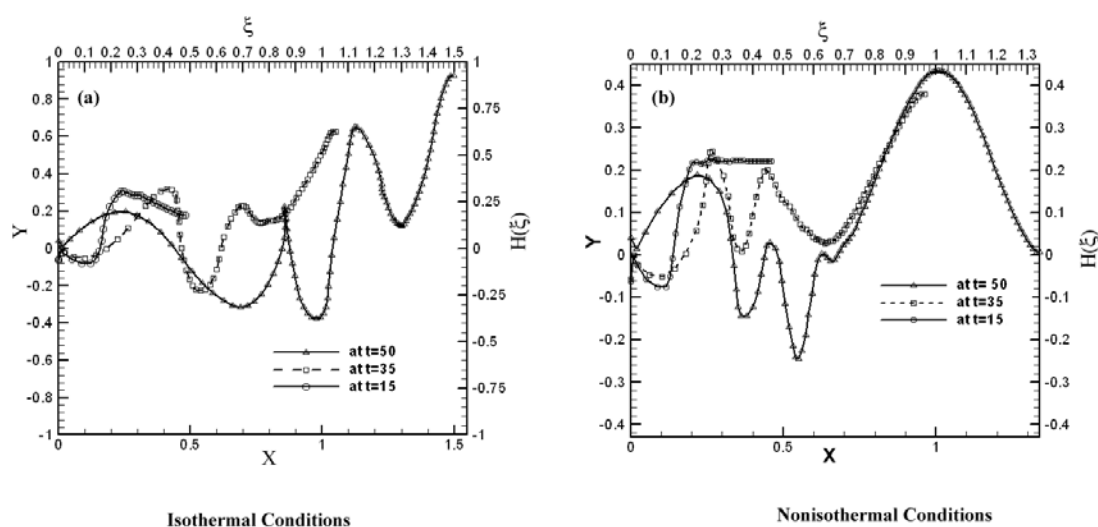 ξ
0 0.1 0.2 0.3 0.4 0.5 0.6 0.7 0.8 0.9 1 1.1 1.2 1.3 1.4 1.5
(a)
1
0.8
0.6
0.4
0.2
0
-0.2
-0.4
-0.6
-0.8
-1
Y
1
0.75
0.5
0.25
0
-0.25
-0.5
-0.75
-1
H(ξ)
at t=50
at t=35
at t=15
0 0.5 1 1.5
X
Isothermal Conditions
ξ
0 0.1 0.2 0.3 0.4 0.5 0.6 0.7 0.8 0.9 1 1.1 1.2 1.3
(b)
0.4
0.3
0.2
0.1
0
-0.1
-0.2
-0.3
-0.4
Y
0.4
0.3
0.2
0.1
0
-0.1
-0.2
-0.3
-0.4
H(ξ)
at t= 50
at t=35
at t=15
0 0.5 1
X
Nonisothermal Conditions